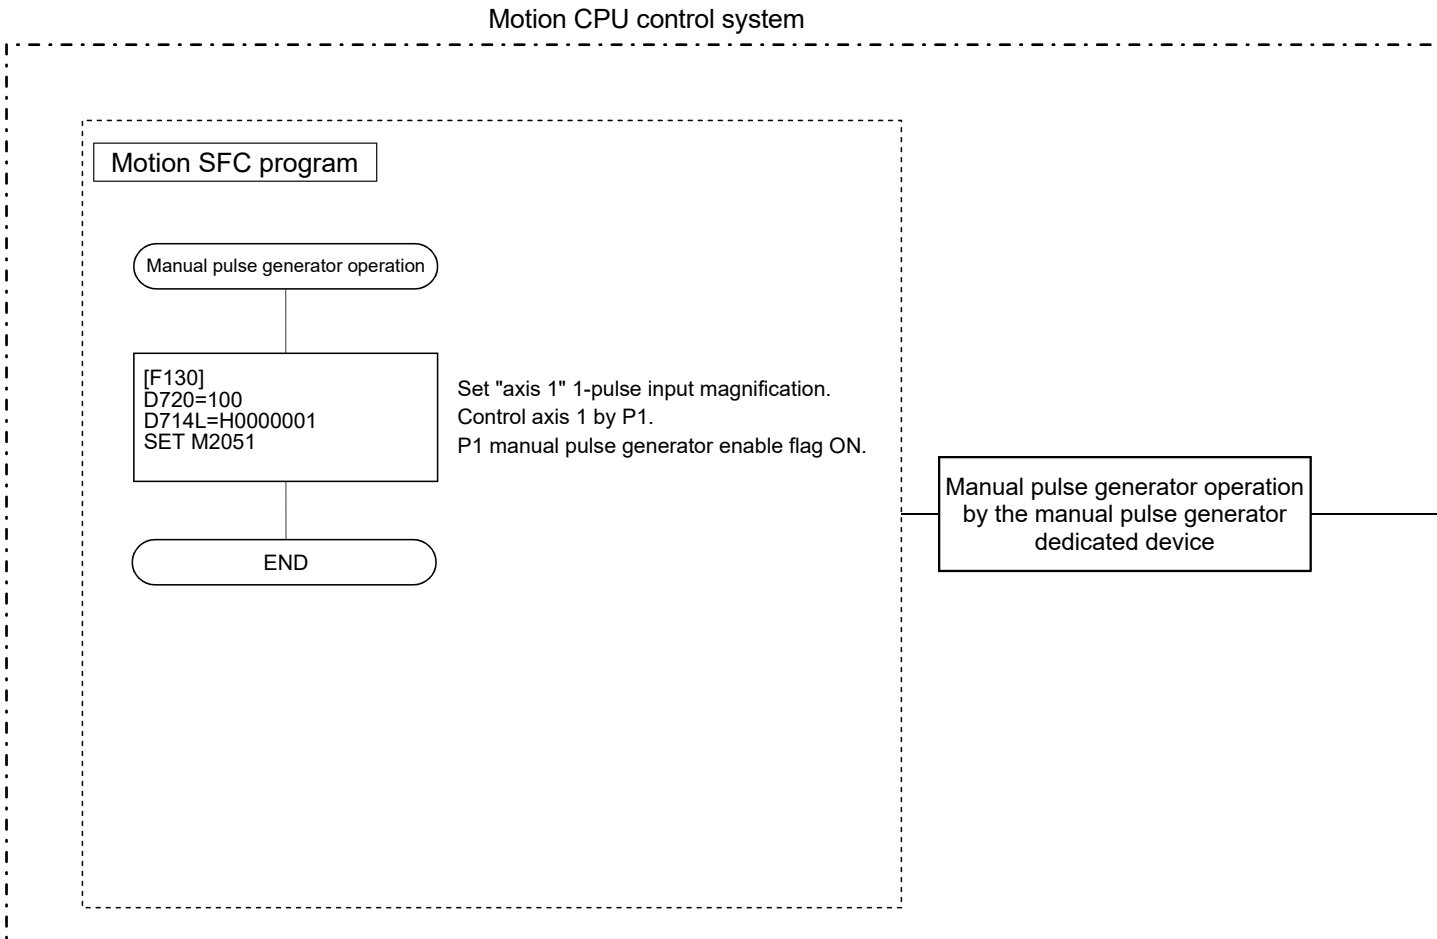 Motion CPU control system
Motion SFC program
Manual pulse generator operation
[F130]
D720=100
D714L=H0000001
SET M2051
Set "axis 1" 1-pulse input magnification.
Control axis 1 by P1.
P1 manual pulse generator enable flag ON.
END
Manual pulse generator operation
by the manual pulse generator
dedicated device